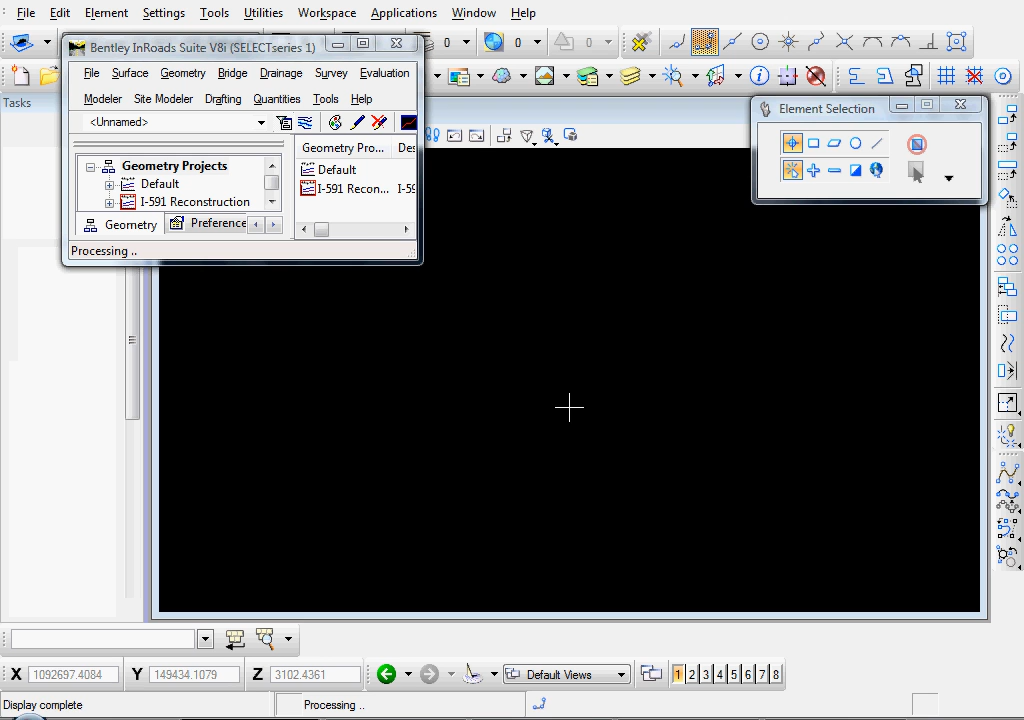 File Edit Element Settings Tools Utilities Workspace Applications Window Help
0 0 0
Bentley InRoads Suite V8i (SELECTseries 1)
File Surface Geometry Bridge Drainage Survey Evaluation
Modeler Site Modeler Drafting Quantities Tools Help
<Unnamed>
Geometry Projects
Default
I-591 Reconstruction
Geometry Preference
Geometry Pro... De
Default
I-591 Recon... I-59
Processing ..
Tasks
Element Selection
X 1092697.4084 Y 149434.1079 Z 3102.4361 Default Views 1 2 3 4 5 6 7 8
Display complete Processing ..